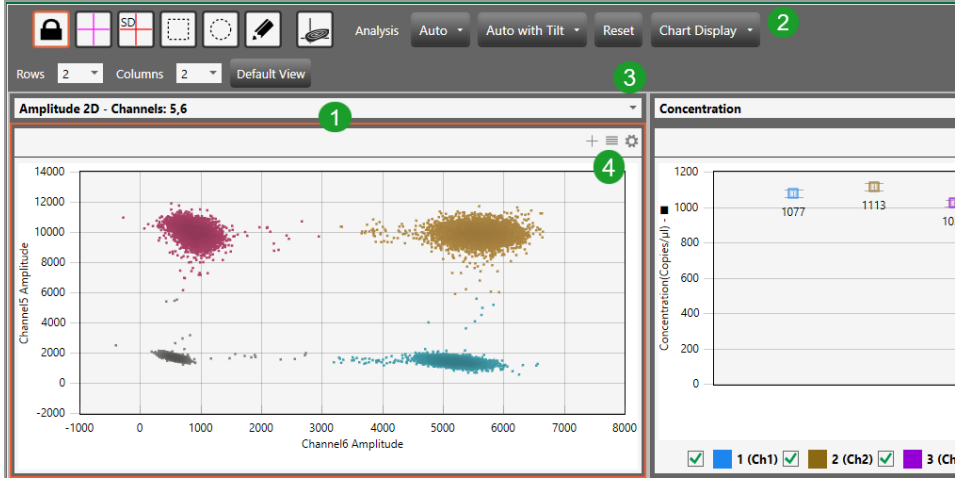 SD
Analysis Auto Auto with Tilt Reset Chart Display 2
Rows 2 Columns 2 Default View 3
Amplitude 2D - Channels: 5,6 1
Concentration
4
14000
12000
10000
8000
6000
4000
2000
0
-2000
Channel5 Amplitude
-1000 0 1000 2000 3000 4000 5000 6000 7000 8000
Channel6 Amplitude
1200
1000
800
600
400
200
0
Concentration(Copies/µl) - ■
1077
1113
10
1 (Ch1) 2 (Ch2) 3 (Ch